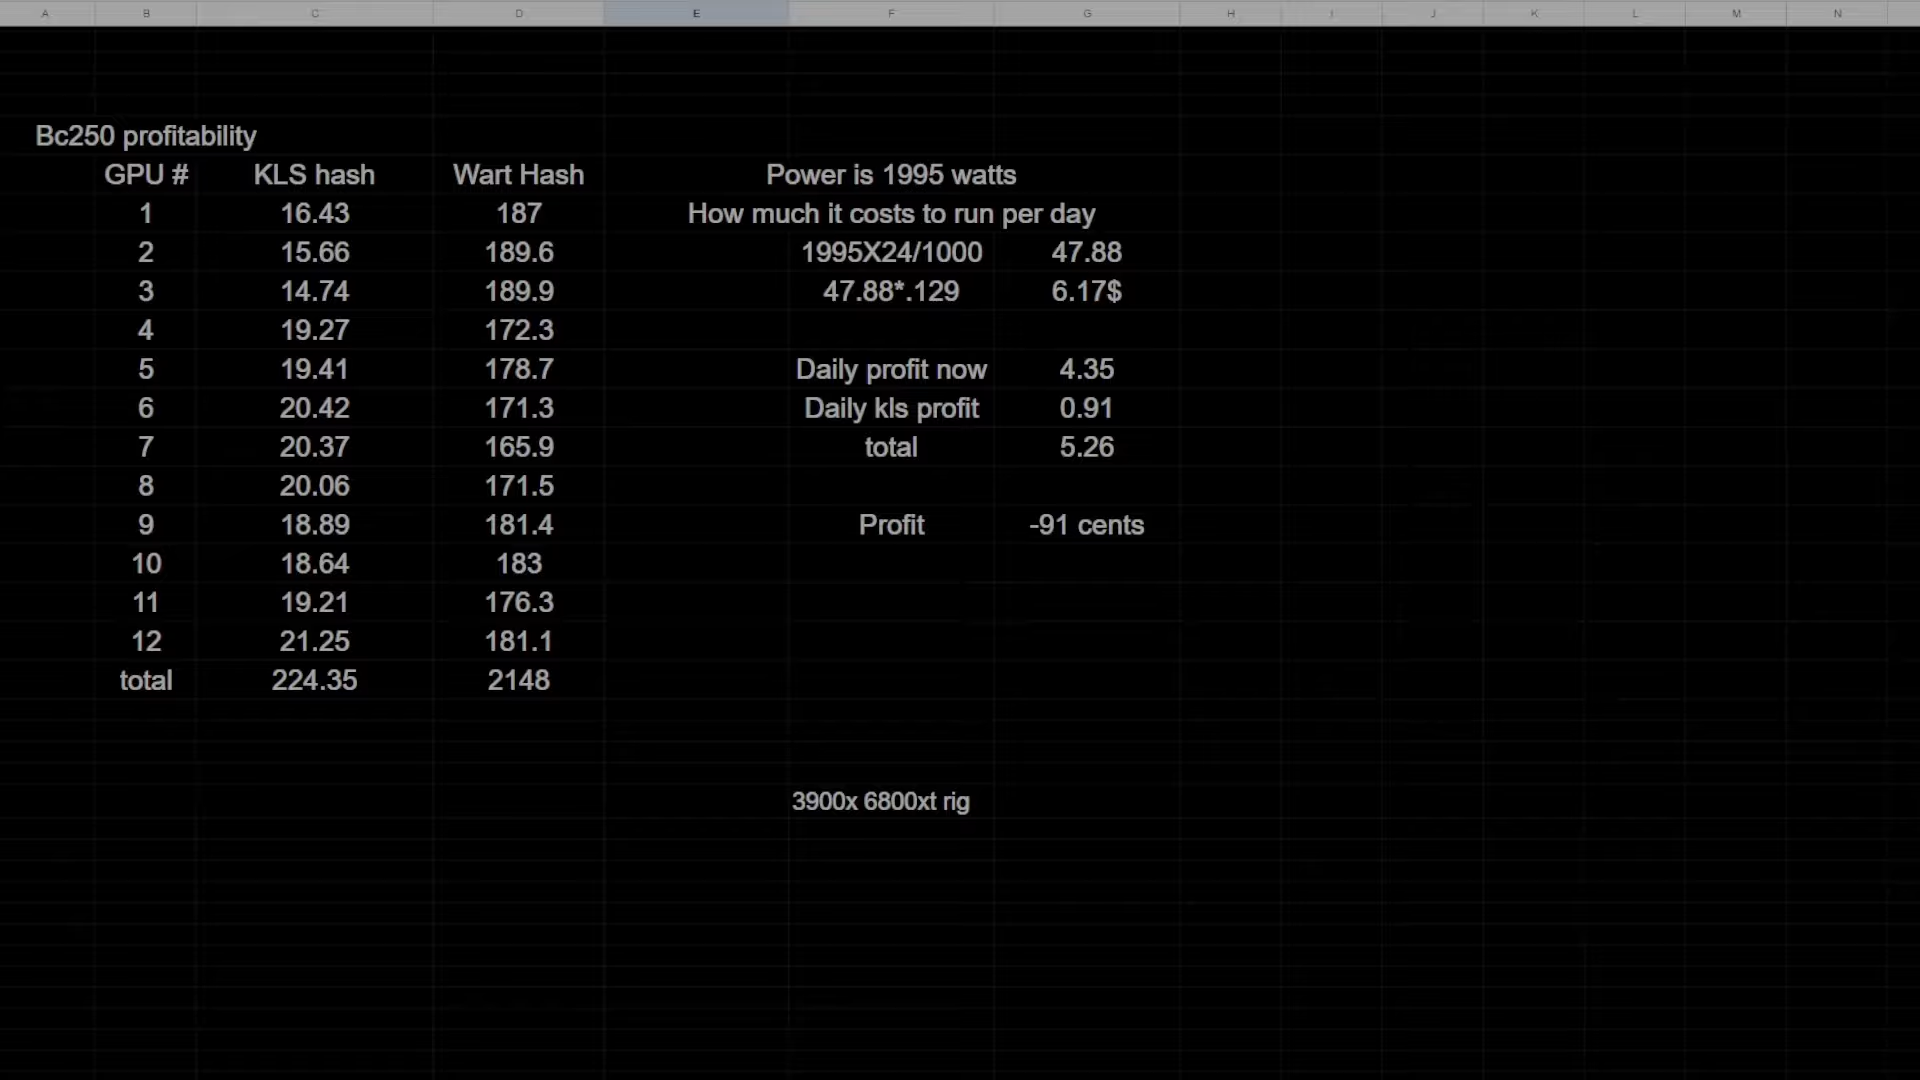 A B C D E F G H I J K L M N
Bc250 profitability
GPU # KLS hash Wart Hash Power is 1995 watts
1 16.43 187 How much it costs to run per day
2 15.66 189.6 1995X24/1000 47.88
3 14.74 189.9 47.88*.129 6.17$
4 19.27 172.3
5 19.41 178.7 Daily profit now 4.35
6 20.42 171.3 Daily kls profit 0.91
7 20.37 165.9 total 5.26
8 20.06 171.5
9 18.89 181.4 Profit -91 cents
10 18.64 183
11 19.21 176.3
12 21.25 181.1
total 224.35 2148
3900x 6800xt rig